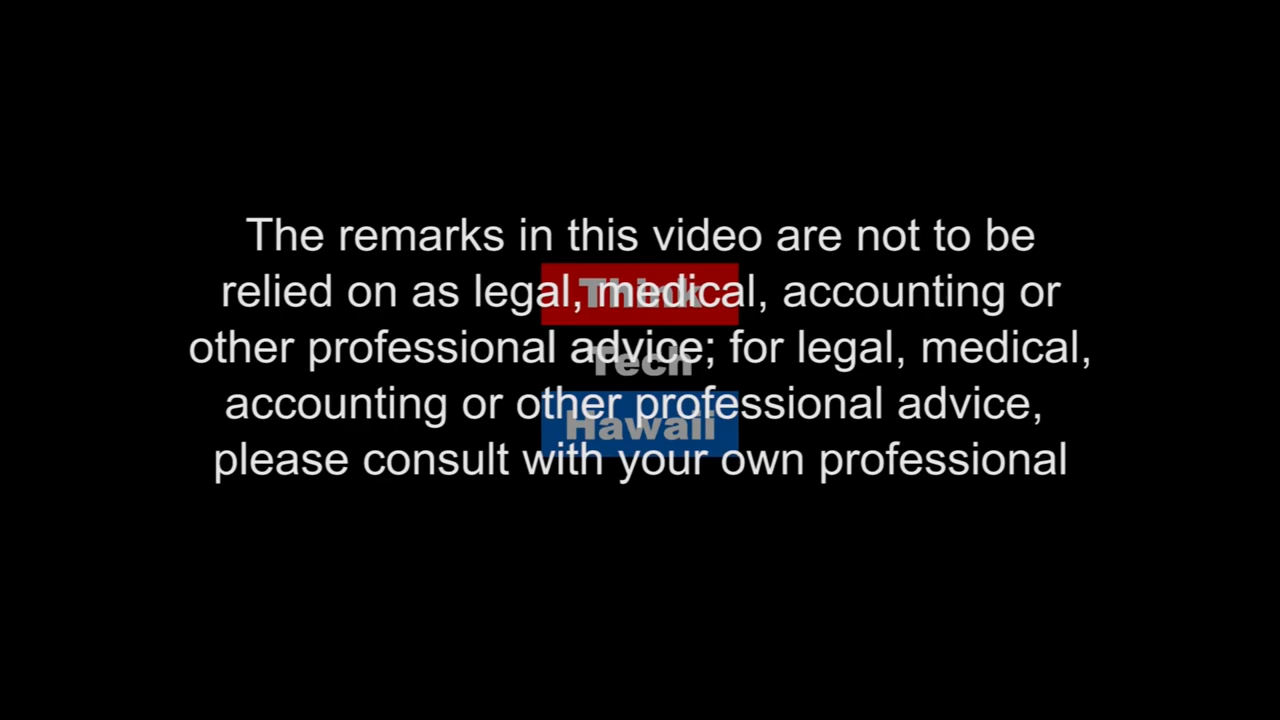 The remarks in this video are not to be
relied on as legal, medical, accounting or
other professional advice; for legal, medical,
accounting or other professional advice,
please consult with your own professional
Think
Tech
Hawaii